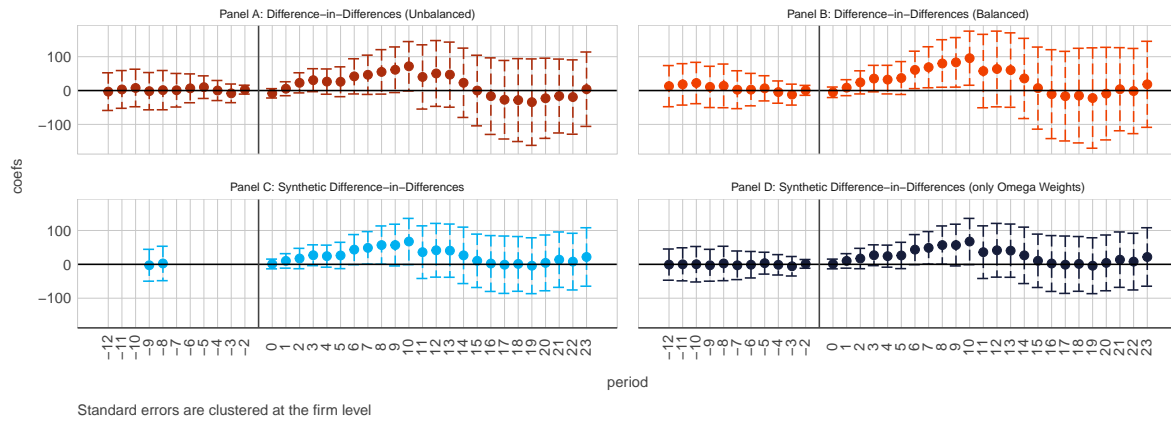 Panel A: Difference−in−Differences (Unbalanced)
Panel B: Difference−in−Differences (Balanced)
100
0
−100
coefs
Panel C: Synthetic Difference−in−Differences
Panel D: Synthetic Difference−in−Differences (only Omega Weights)
100
0
−100
−12 −11 −10 −9 −8 −7 −6 −5 −4 −3 −2 0 1 2 3 4 5 6 7 8 9 10 11 12 13 14 15 16 17 18 19 20 21 22 23
−12 −11 −10 −9 −8 −7 −6 −5 −4 −3 −2 0 1 2 3 4 5 6 7 8 9 10 11 12 13 14 15 16 17 18 19 20 21 22 23
period
Standard errors are clustered at the firm level